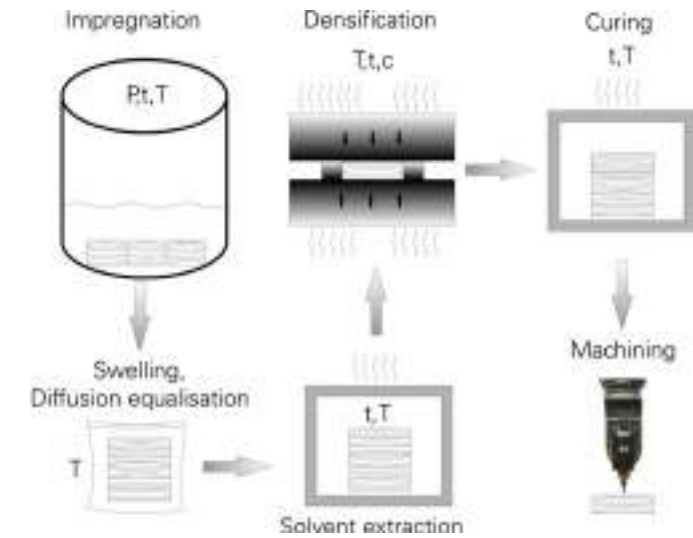 Impregnation
P,t,T
Swelling,
Diffusion equalisation
T
t,T
Solvent extraction
Densification
T,t,c
Curing
t,T
Machining